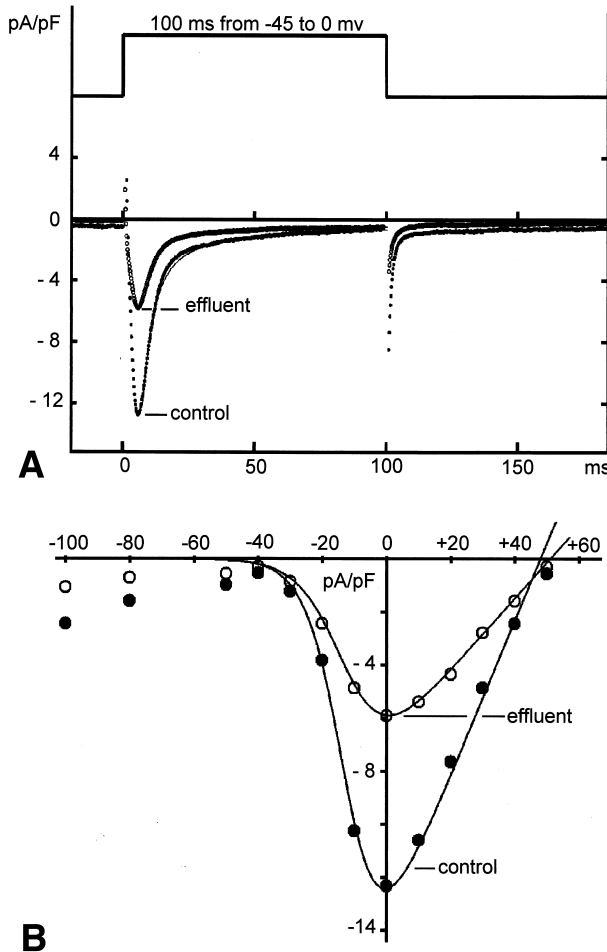 pA/pF
100 ms from -45 to 0 mv
4
0
- 4
effluent
- 8
- 12
control
0 50 100 150 ms
A
-100 -80 -60 -40 -20 0 +20 +40 +60
pA/pF
- 4
effluent
- 8
control
-14
B